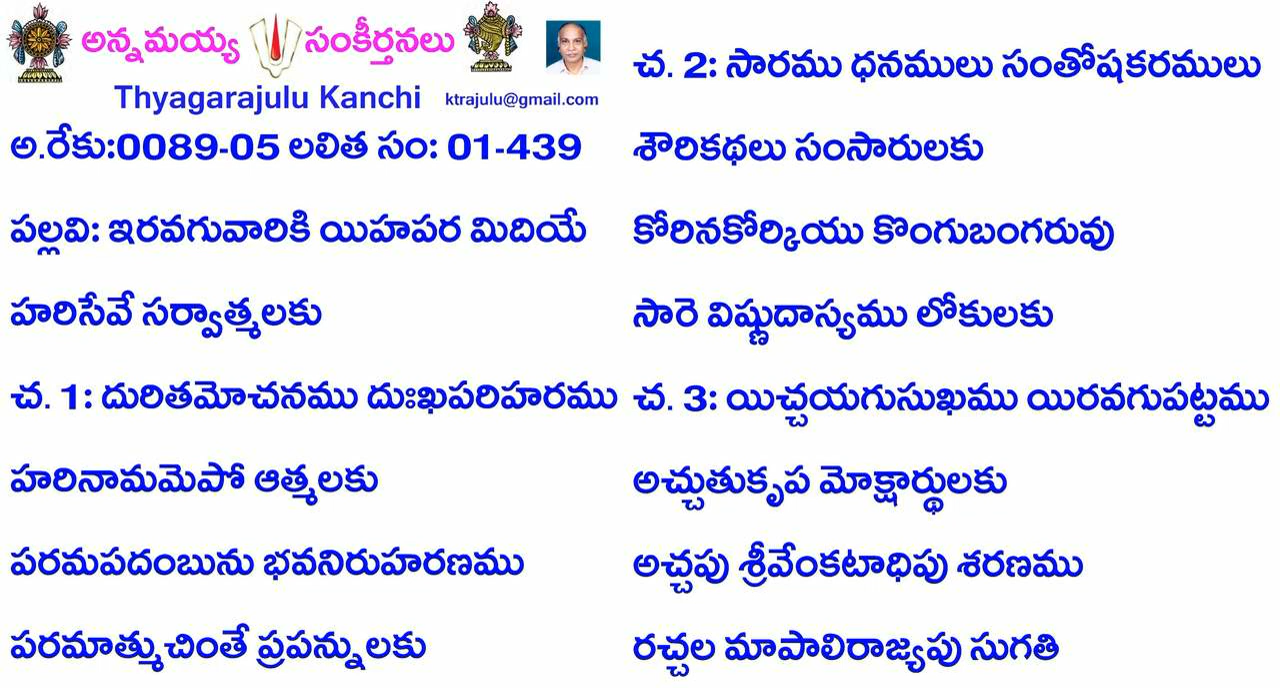 అన్నమయ్య సంకీర్తనలు
Thyagarajulu Kanchi ktrajulu@gmail.com
అ.రేకు:0089-05 లలిత సం: 01-439
పల్లవి: ఇరవగువారికి యిహపర మిదియే
హరిసేవే సర్వాత్మలకు
చ. 1: దురితమోచనము దుఃఖపరిహరము
హరినామమెపో ఆత్మలకు
పరమపదంబును భవనిరుహరణము
పరమాత్ముచింతే ప్రపన్నులకు
చ. 2: సారము ధనములు సంతోషకరములు
శౌరికథలు సంసారులకు
కోరినకోర్కియు కొంగుబంగరువు
సారె విష్ణుదాస్యము లోకులకు
చ. 3: యిచ్చయగుసుఖము యిరవగుపట్టము
అచ్చుతుకృప మోక్షార్థులకు
అచ్చపు శ్రీవేంకటాధిపు శరణము
రచ్చల మాపాలిరాజ్యపు సుగతి